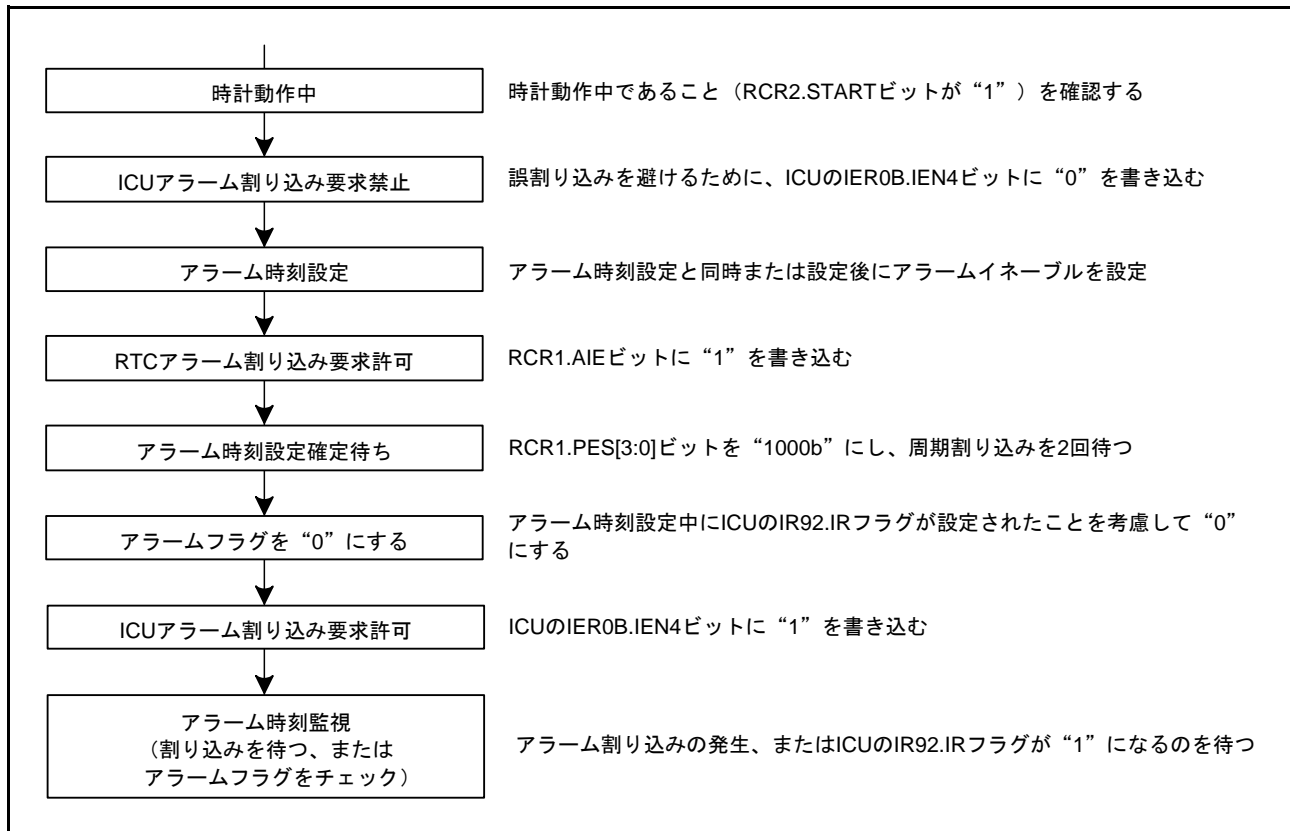 時計動作中
時計動作中であること（RCR2.STARTビットが“1”）を確認する
ICUアラーム割り込み要求禁止
誤割り込みを避けるために、ICUのIER0B.IEN4ビットに“0”を書き込む
アラーム時刻設定
アラーム時刻設定と同時または設定後にアラームイネーブルを設定
RTCアラーム割り込み要求許可
RCR1.AIEビットに“1”を書き込む
アラーム時刻設定確定待ち
RCR1.PES[3:0]ビットを“1000b”にし、周期割り込みを2回待つ
アラームフラグを“0”にする
アラーム時刻設定中にICUのIR92.IRフラグが設定されたことを考慮して“0”
にする
ICUアラーム割り込み要求許可
ICUのIER0B.IEN4ビットに“1”を書き込む
アラーム時刻監視
（割り込みを待つ、または
アラームフラグをチェック）
アラーム割り込みの発生、またはICUのIR92.IRフラグが“1”になるのを待つ